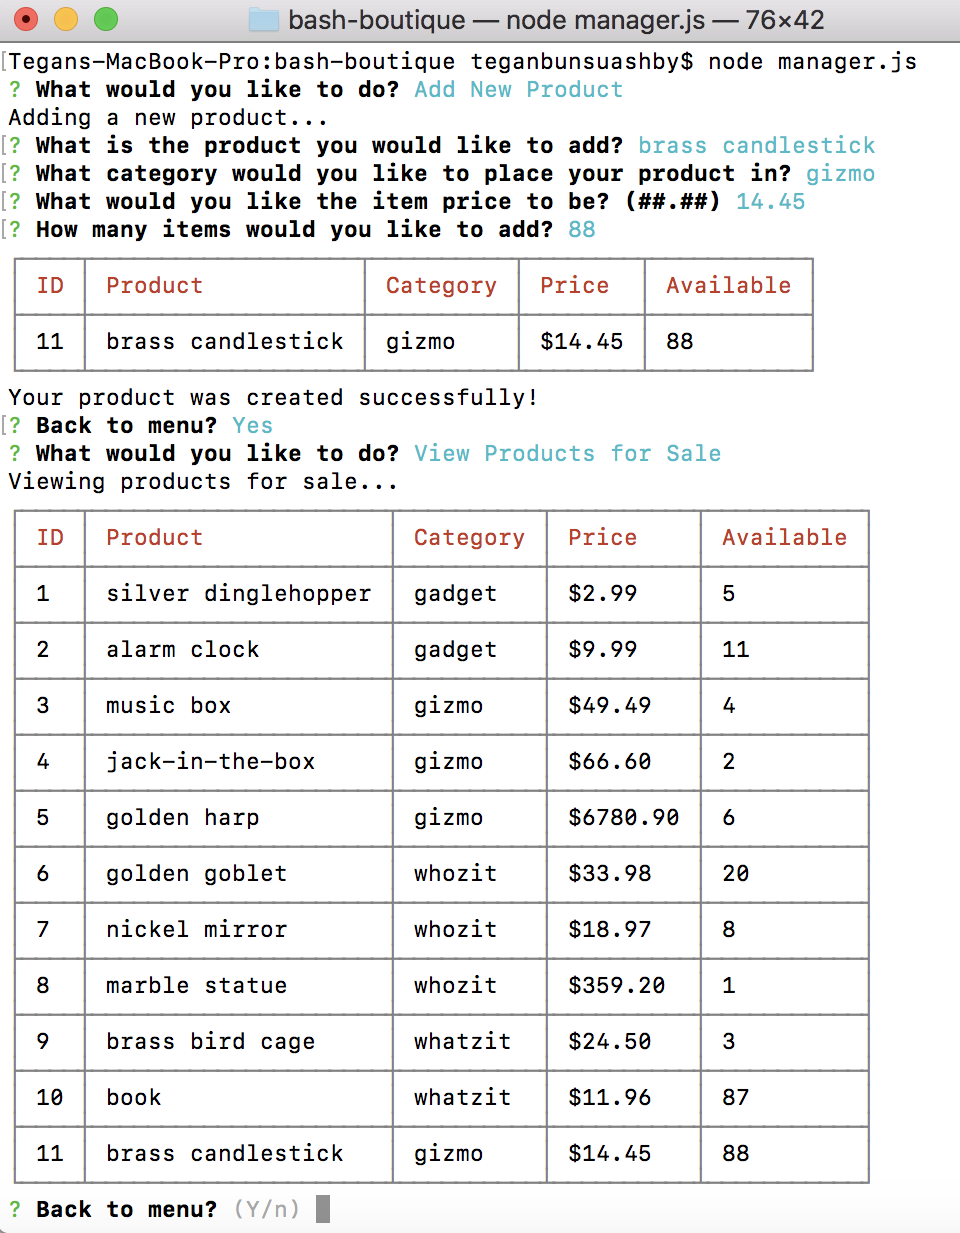 bash-boutique — node manager.js — 76×42
[Tegans-MacBook-Pro:bash-boutique teganbunsuashby$ node manager.js
? What would you like to do? Add New Product
Adding a new product...
[? What is the product you would like to add? brass candlestick
[? What category would you like to place your product in? gizmo
[? What would you like the item price to be? (##.##) 14.45
[? How many items would you like to add? 88
ID Product Category Price Available
11 brass candlestick gizmo $14.45 88
Your product was created successfully!
[? Back to menu? Yes
? What would you like to do? View Products for Sale
Viewing products for sale...
ID Product Category Price Available
1 silver dinglehopper gadget $2.99 5
2 alarm clock gadget $9.99 11
3 music box gizmo $49.49 4
4 jack-in-the-box gizmo $66.60 2
5 golden harp gizmo $6780.90 6
6 golden goblet whozit $33.98 20
7 nickel mirror whozit $18.97 8
8 marble statue whozit $359.20 1
9 brass bird cage whatzit $24.50 3
10 book whatzit $11.96 87
11 brass candlestick gizmo $14.45 88
? Back to menu? (Y/n)